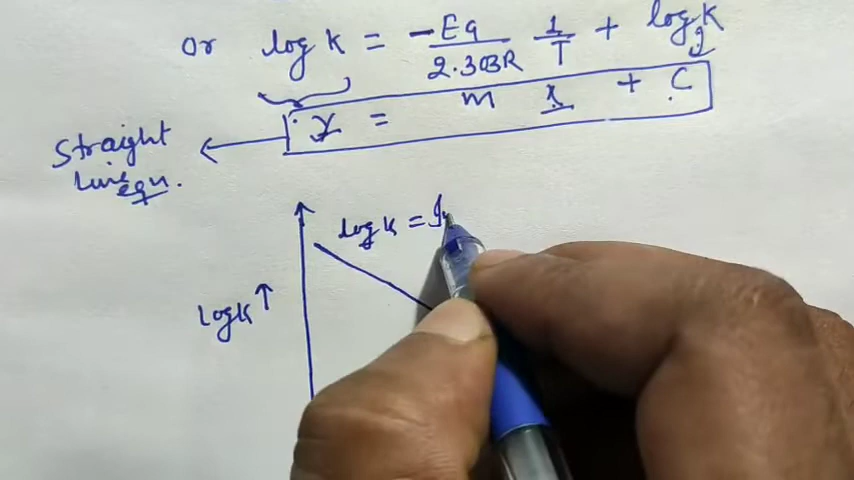 or log k = -Ea/2.303R 1/T + log k
y = m x + C
Straight
Line eqn.
log k =
log k ↑